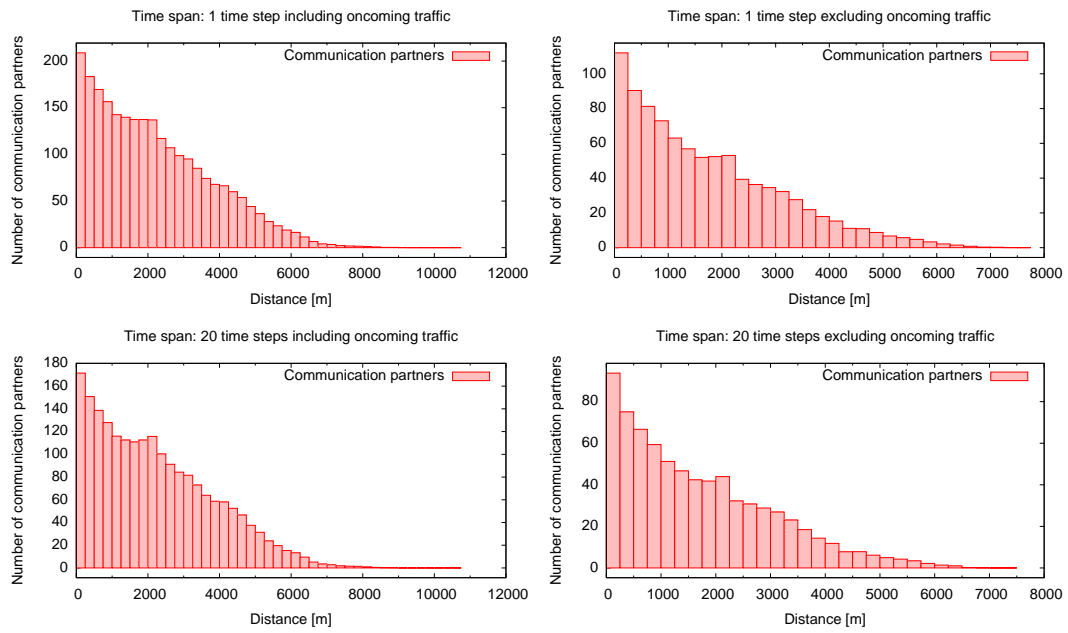 Time span: 1 time step including oncoming traffic
Number of communication partners
200
150
100
50
0
Communication partners
0 2000 4000 6000 8000 10000 12000
Distance [m]
Time span: 1 time step excluding oncoming traffic
Number of communication partners
100
80
60
40
20
0
Communication partners
0 1000 2000 3000 4000 5000 6000 7000 8000
Distance [m]
Time span: 20 time steps including oncoming traffic
Number of communication partners
180
160
140
120
100
80
60
40
20
0
Communication partners
0 2000 4000 6000 8000 10000 12000
Distance [m]
Time span: 20 time steps excluding oncoming traffic
Number of communication partners
80
60
40
20
0
Communication partners
0 1000 2000 3000 4000 5000 6000 7000 8000
Distance [m]